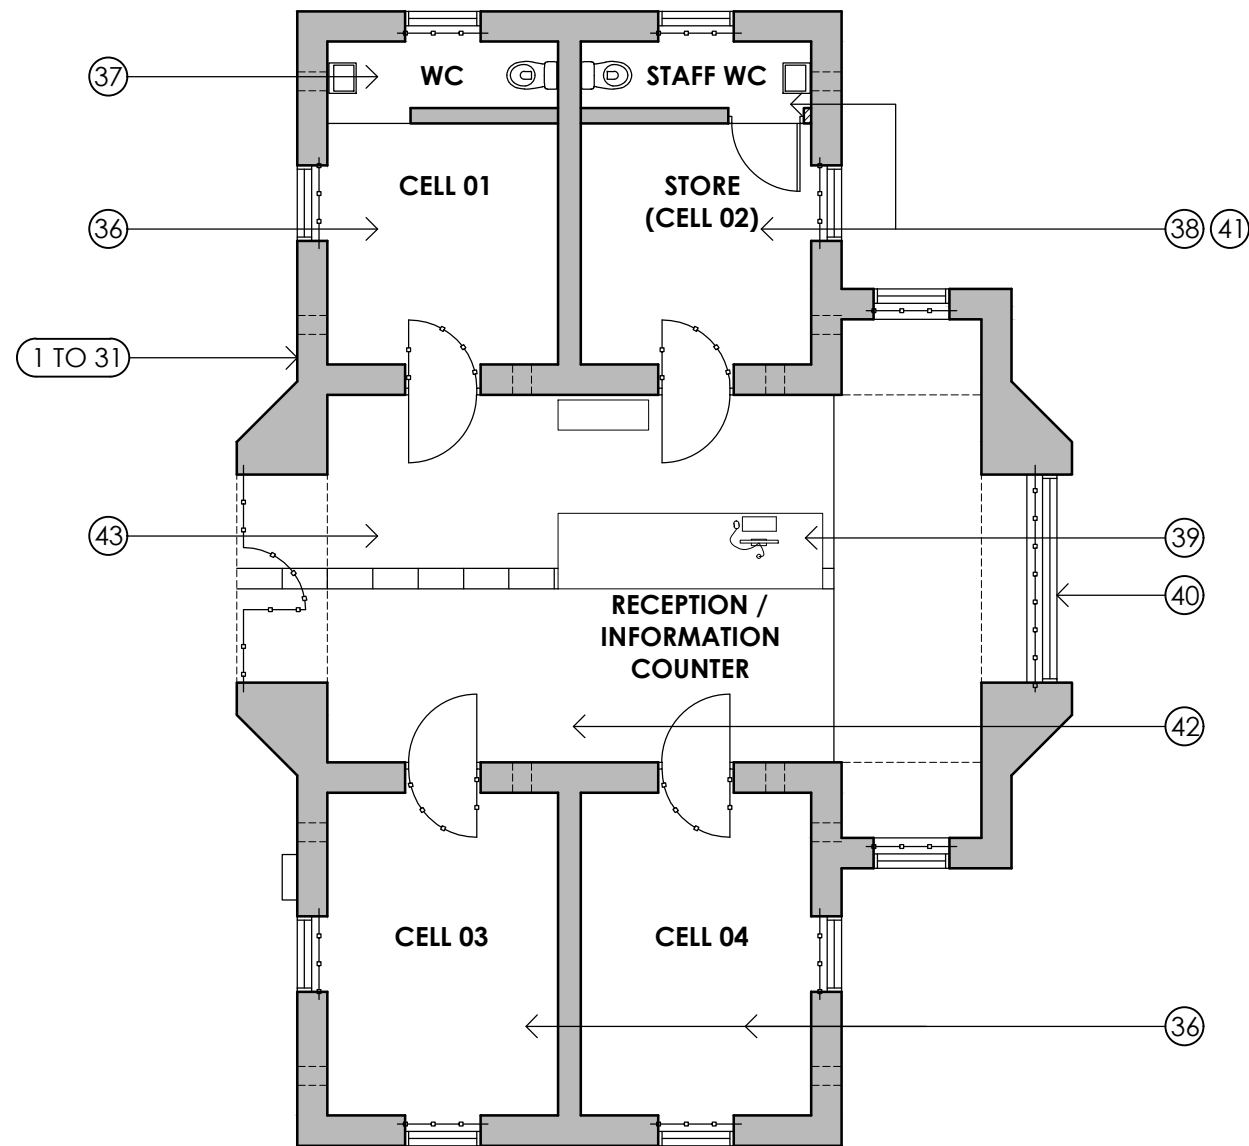 37
WC
STAFF WC
CELL 01
STORE
(CELL 02)
36
38 41
1 TO 31
43
39
40
RECEPTION /
INFORMATION
COUNTER
42
CELL 03
CELL 04
36